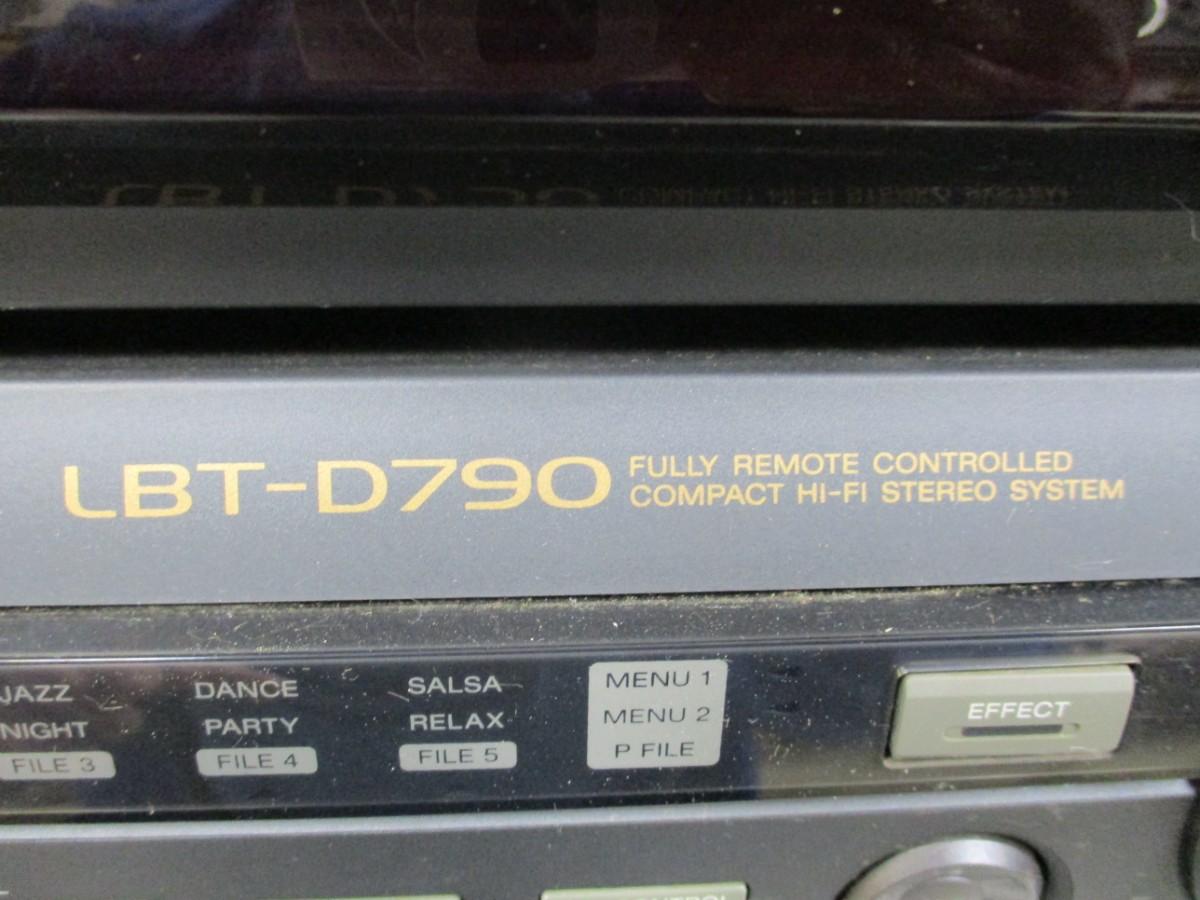 LBT-D790
FULLY REMOTE CONTROLLED
COMPACT HI-FI STEREO SYSTEM
JAZZ DANCE SALSA MENU 1
NIGHT PARTY RELAX MENU 2
FILE 3 FILE 4 FILE 5 P FILE
EFFECT